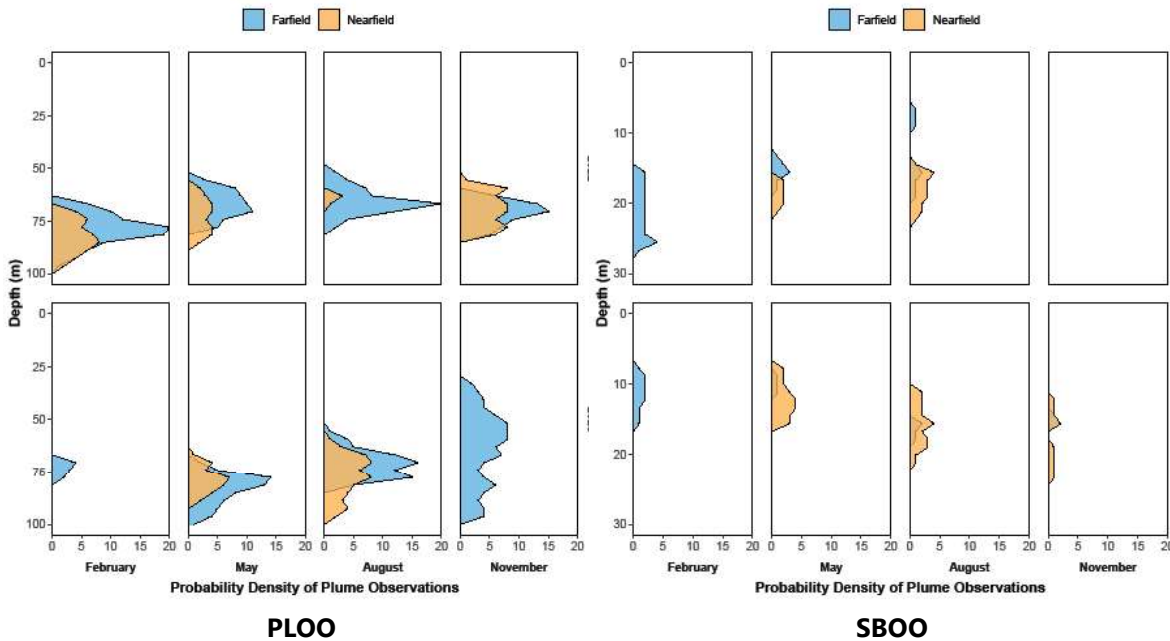 Farfield Nearfield
Farfield Nearfield
0
25
50
75
100
0
10
20
30
Depth (m)
Depth (m)
0
25
50
75
100
0
10
20
30
0 5 10 15 20 0 5 10 15 20 0 5 10 15 20 0 5 10 15 20
0 5 10 15 20 0 5 10 15 20 0 5 10 15 20 0 5 10 15 20
February May August November
February May August November
Probability Density of Plume Observations
Probability Density of Plume Observations
PLOO
SBOO